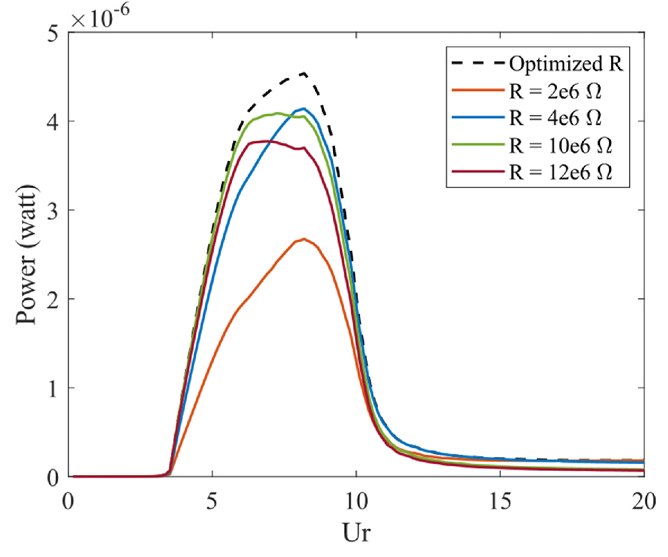 ×10⁻⁶
5
4
3
2
1
0
Power (watt)
Optimized R
R = 2e6 Ω
R = 4e6 Ω
R = 10e6 Ω
R = 12e6 Ω
0 5 10 15 20
Ur